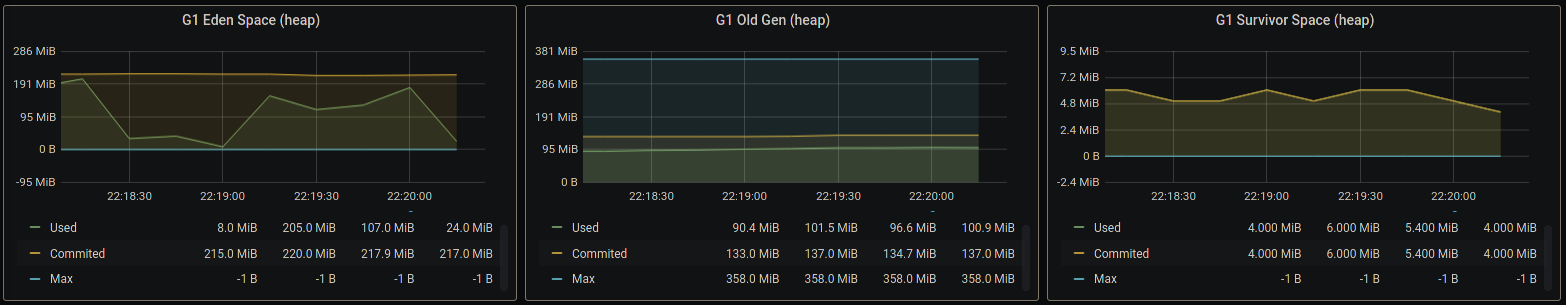 G1 Eden Space (heap)
286 MiB
191 MiB
95 MiB
0 B
-95 MiB
22:18:30 22:19:00 22:19:30 22:20:00
Used 8.0 MiB 205.0 MiB 107.0 MiB 24.0 MiB
Commited 215.0 MiB 220.0 MiB 217.9 MiB 217.0 MiB
Max -1 B -1 B -1 B -1 B
G1 Old Gen (heap)
381 MiB
286 MiB
191 MiB
95 MiB
0 B
22:18:30 22:19:00 22:19:30 22:20:00
Used 90.4 MiB 101.5 MiB 96.6 MiB 100.9 MiB
Commited 133.0 MiB 137.0 MiB 134.7 MiB 137.0 MiB
Max 358.0 MiB 358.0 MiB 358.0 MiB 358.0 MiB
G1 Survivor Space (heap)
9.5 MiB
7.2 MiB
4.8 MiB
2.4 MiB
0 B
-2.4 MiB
22:18:30 22:19:00 22:19:30 22:20:00
Used 4.000 MiB 6.000 MiB 5.400 MiB 4.000 MiB
Commited 4.000 MiB 6.000 MiB 5.400 MiB 4.000 MiB
Max -1 B -1 B -1 B -1 B